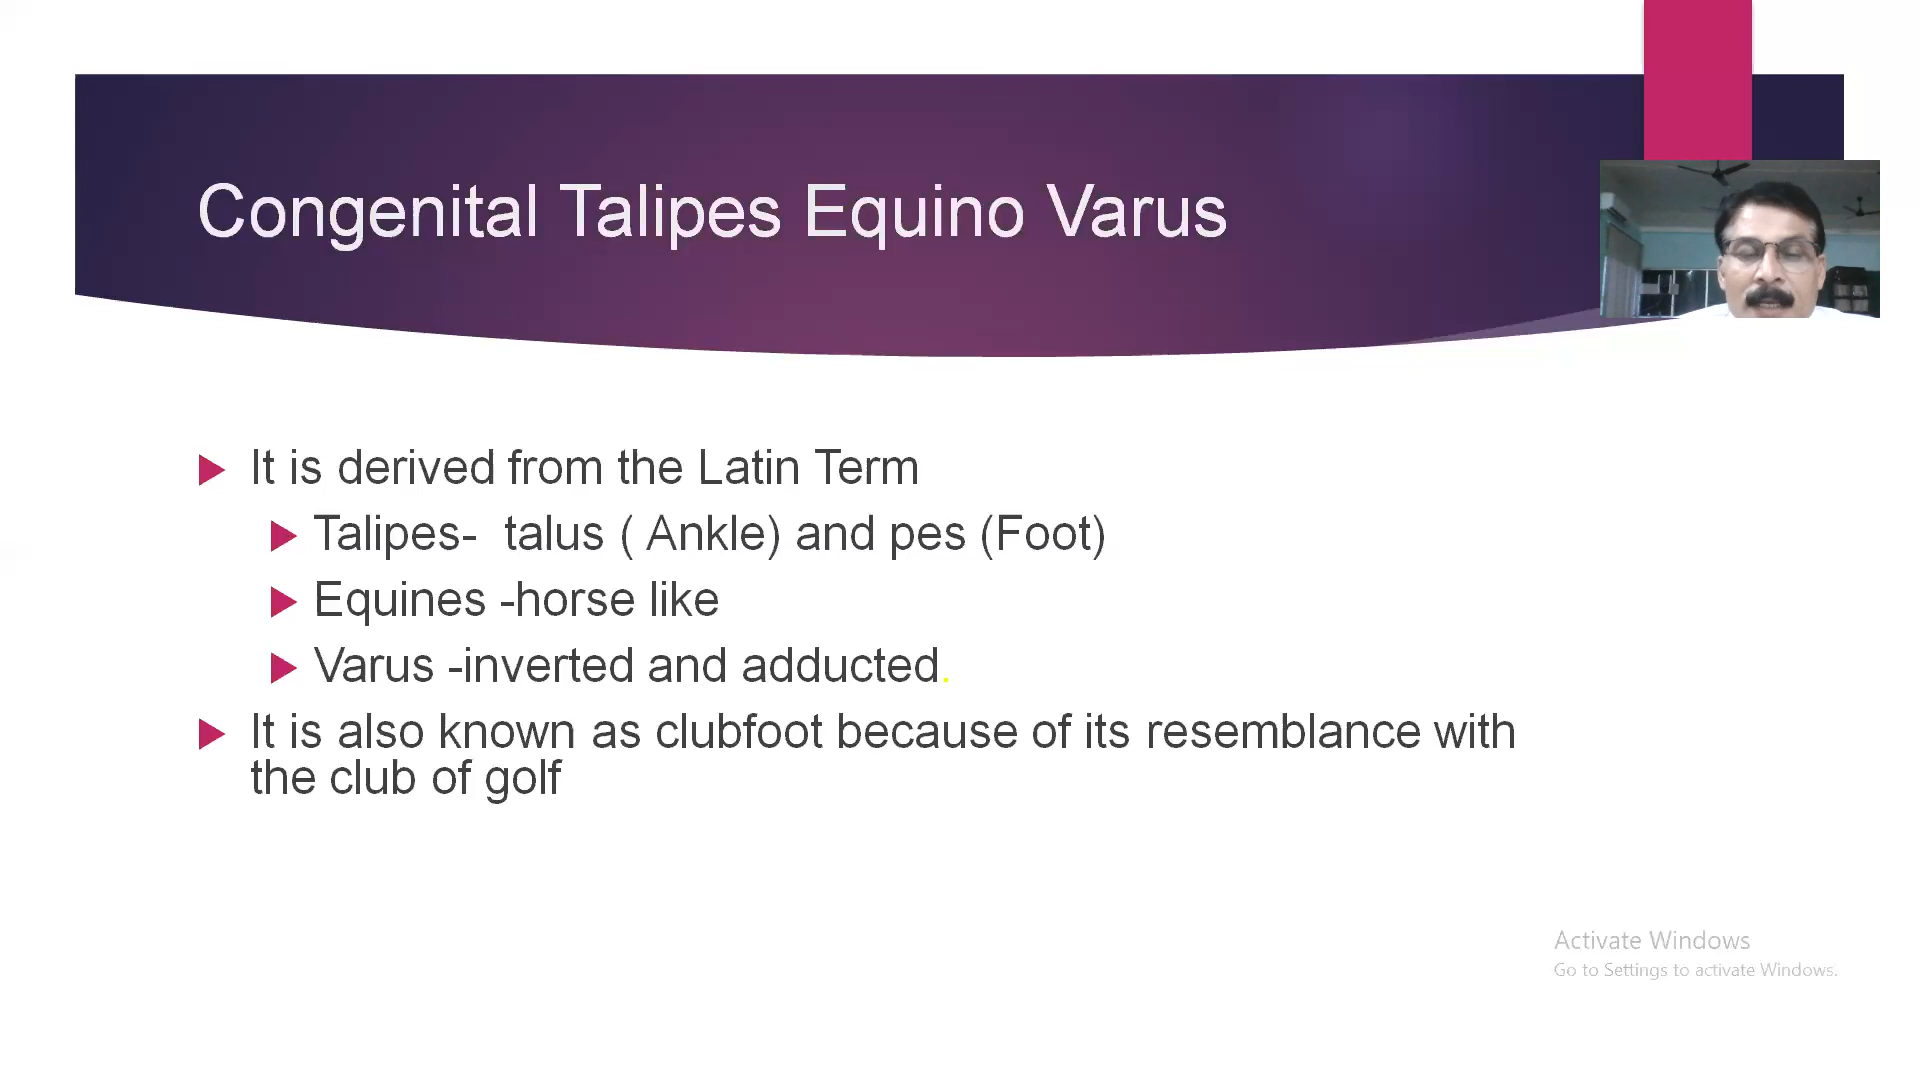 Congenital Talipes Equino Varus
It is derived from the Latin Term
Talipes-  talus ( Ankle) and pes (Foot)
Equines -horse like
Varus -inverted and adducted.
It is also known as clubfoot because of its resemblance with
the club of golf
Activate Windows
Go to Settings to activate Windows.